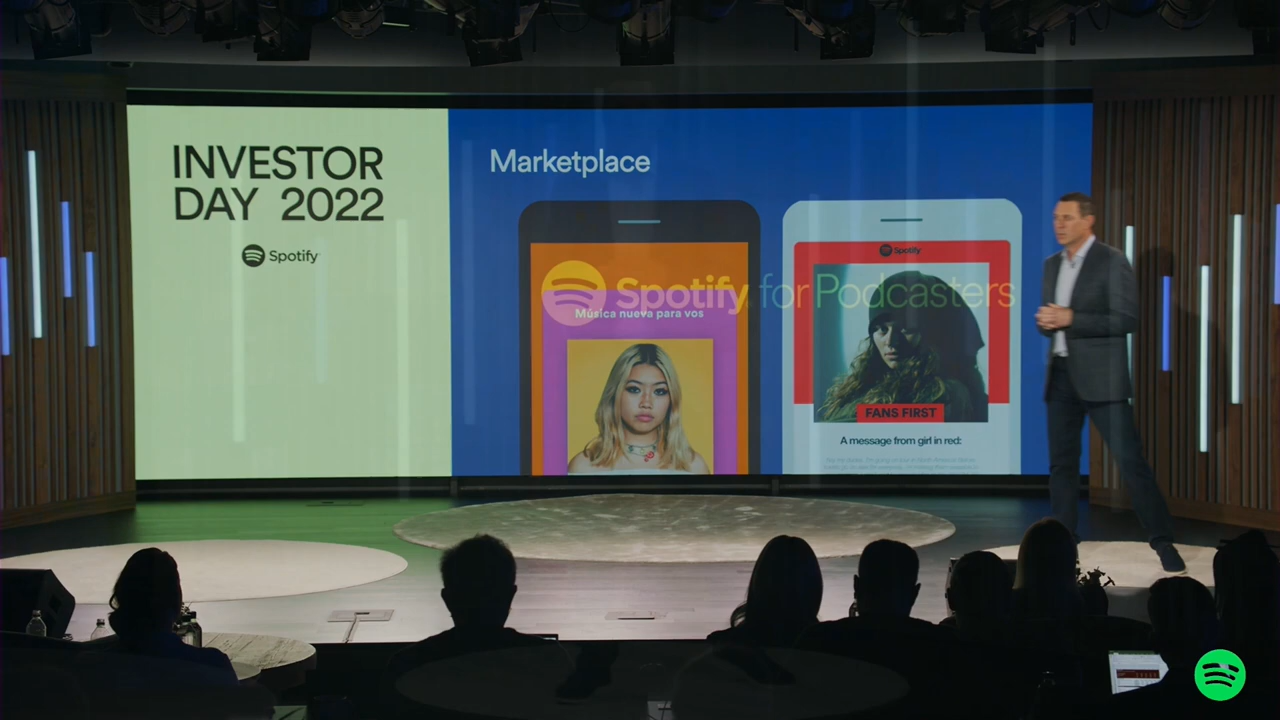 INVESTOR
DAY 2022
Spotify
Marketplace
Spotify for Podcasters
Música nueva para vos
Spotify
FANS FIRST
A message from girl in red: